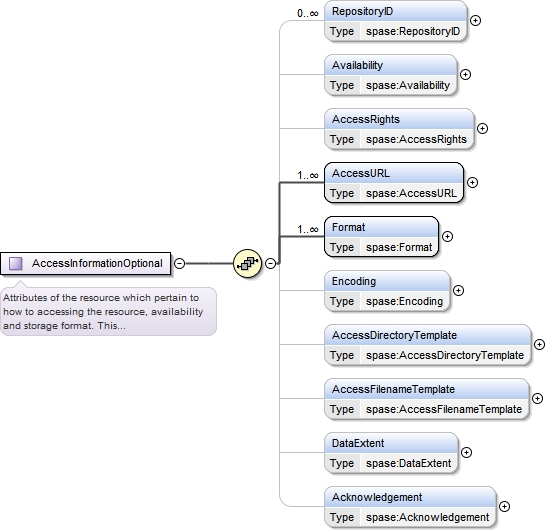 0..∞
RepositoryID
Type spase:RepositoryID
Availability
Type spase:Availability
AccessRights
Type spase:AccessRights
1..∞
AccessURL
Type spase:AccessURL
1..∞
Format
Type spase:Format
AccessInformationOptional
Attributes of the resource which pertain to
how to accessing the resource, availability
and storage format. This...
Encoding
Type spase:Encoding
AccessDirectoryTemplate
Type spase:AccessDirectoryTemplate
AccessFilenameTemplate
Type spase:AccessFilenameTemplate
DataExtent
Type spase:DataExtent
Acknowledgement
Type spase:Acknowledgement